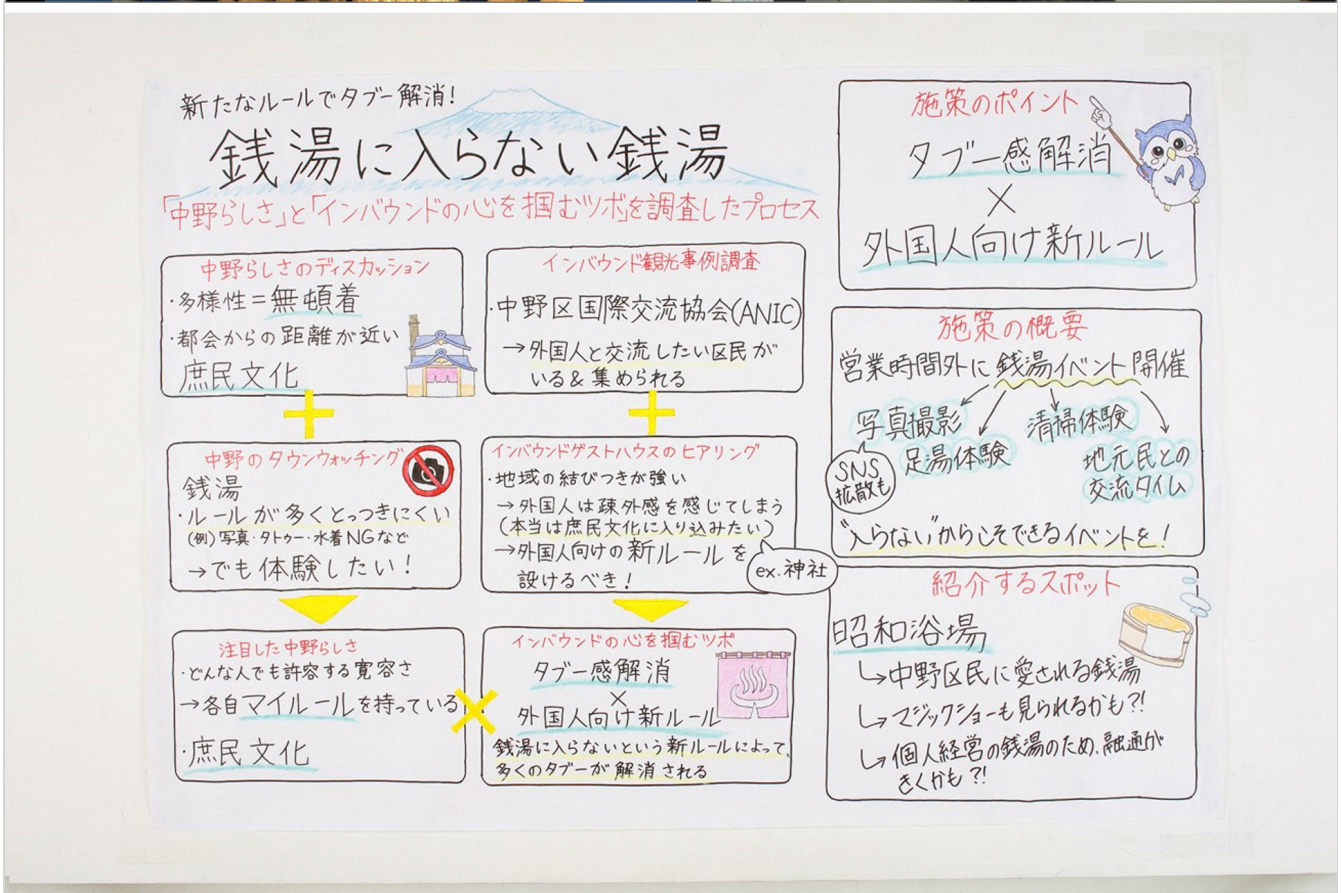 新たなルールでタブー解消!
銭湯に入らない銭湯
「中野らしさ」と「インバウンドの心を掴むツボ」を調査したプロセス
中野らしさのディスカッション
・多様性=無頓着
・都会からの距離が近い
庶民文化
+
インバウンド観光事例調査
・中野区国際交流協会(ANIC)
→外国人と交流したい区民が
いる&集められる
+
中野のタウンウォッチング
銭湯
・ルールが多くとっつきにくい
(例)写真・タトゥー・水着NGなど
→でも体験したい!
インバウンドゲストハウスのヒアリング
・地域の結びつきが強い
→外国人は疎外感を感じてしまう
(本当は庶民文化に入り込みたい)
→外国人向けの新ルールを
設けるべき!
ex.神社
注目した中野らしさ
・どんな人でも許容する寛容さ
→各自マイルールを持っている
・庶民文化
×
インバウンドの心を掴むツボ
タブー感解消
×
外国人向け新ルール
銭湯に入らないという新ルールによって、
多くのタブーが解消される
施策のポイント
タブー感解消
×
外国人向け新ルール
施策の概要
営業時間外に銭湯イベント開催
写真撮影
SNS
拡散も
足湯体験
清掃体験
地元民との
交流タイム
"入らない"からこそできるイベントを!
紹介するスポット
昭和浴場
→中野区民に愛される銭湯
→マジックショーも見られるかも?!
→個人経営の銭湯のため、融通が
きくかも?!